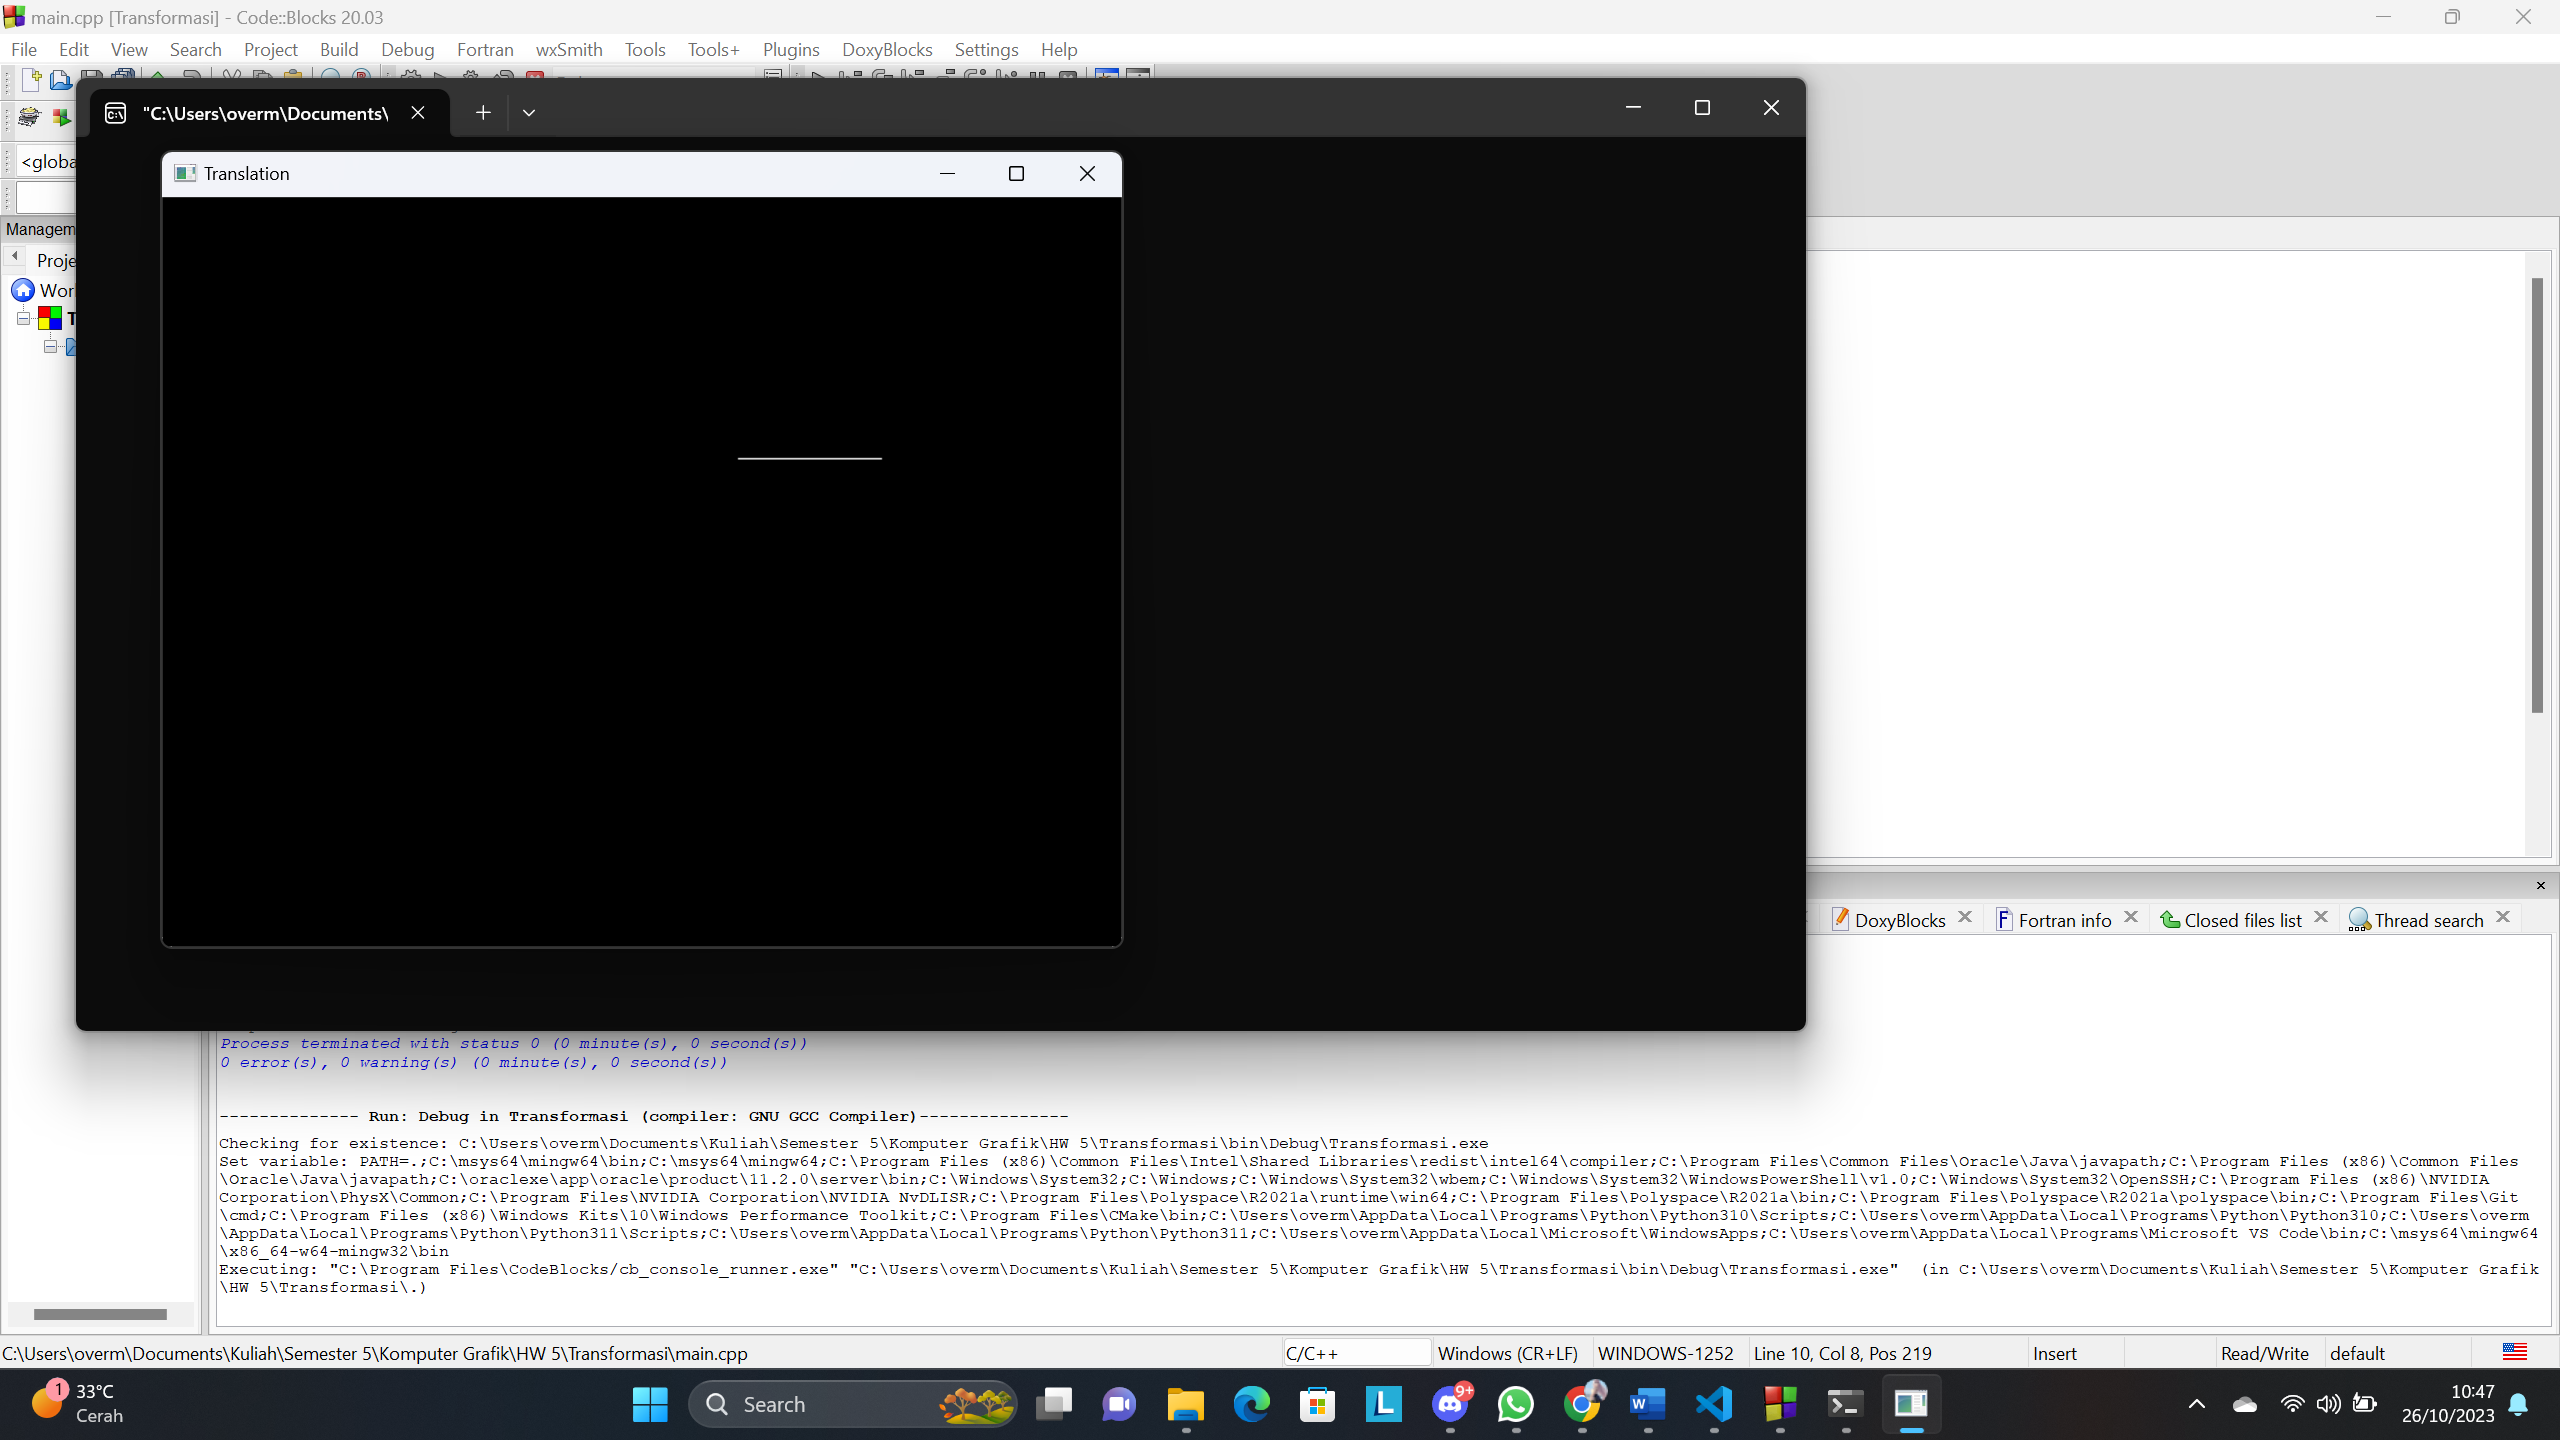 main.cpp [Transformasi] - Code::Blocks 20.03
File Edit View Search Project Build Debug Fortran wxSmith Tools Tools+ Plugins DoxyBlocks Settings Help
"C:\Users\overm\Documents\
<globa
Translation
Managem
Proje
Wor
T
DoxyBlocks
Fortran info
Closed files list
Thread search
Process terminated with status 0 (0 minute(s), 0 second(s))
0 error(s), 0 warning(s) (0 minute(s), 0 second(s))
-------------- Run: Debug in Transformasi (compiler: GNU GCC Compiler)---------------
Checking for existence: C:\Users\overm\Documents\Kuliah\Semester 5\Komputer Grafik\HW 5\Transformasi\bin\Debug\Transformasi.exe
Set variable: PATH=.;C:\msys64\mingw64\bin;C:\msys64\mingw64;C:\Program Files (x86)\Common Files\Intel\Shared Libraries\redist\intel64\compiler;C:\Program Files\Common Files\Oracle\Java\javapath;C:\Program Files (x86)\Common Files
\Oracle\Java\javapath;C:\oraclexe\app\oracle\product\11.2.0\server\bin;C:\Windows\System32;C:\Windows;C:\Windows\System32\wbem;C:\Windows\System32\WindowsPowerShell\v1.0;C:\Windows\System32\OpenSSH;C:\Program Files (x86)\NVIDIA
Corporation\PhysX\Common;C:\Program Files\NVIDIA Corporation\NVIDIA NvDLISR;C:\Program Files\Polyspace\R2021a\runtime\win64;C:\Program Files\Polyspace\R2021a\bin;C:\Program Files\Polyspace\R2021a\polyspace\bin;C:\Program Files\Git
\cmd;C:\Program Files (x86)\Windows Kits\10\Windows Performance Toolkit;C:\Program Files\CMake\bin;C:\Users\overm\AppData\Local\Programs\Python\Python310\Scripts;C:\Users\overm\AppData\Local\Programs\Python\Python310;C:\Users\overm
\AppData\Local\Programs\Python\Python311\Scripts;C:\Users\overm\AppData\Local\Programs\Python\Python311;C:\Users\overm\AppData\Local\Microsoft\WindowsApps;C:\Users\overm\AppData\Local\Programs\Microsoft VS Code\bin;C:\msys64\mingw64
\x86_64-w64-mingw32\bin
Executing: "C:\Program Files\CodeBlocks/cb_console_runner.exe" "C:\Users\overm\Documents\Kuliah\Semester 5\Komputer Grafik\HW 5\Transformasi\bin\Debug\Transformasi.exe"  (in C:\Users\overm\Documents\Kuliah\Semester 5\Komputer Grafik
\HW 5\Transformasi\.)
C:\Users\overm\Documents\Kuliah\Semester 5\Komputer Grafik\HW 5\Transformasi\main.cpp C/C++ Windows (CR+LF) WINDOWS-1252 Line 10, Col 8, Pos 219 Insert Read/Write default
1
33°C
Cerah
Search
9+
10:47
26/10/2023